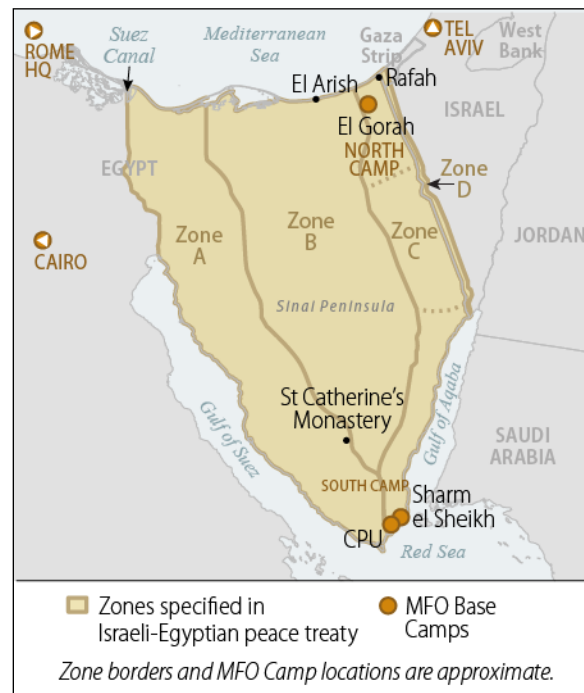 ROME
HQ
Suez
Canal
Mediterranean
Sea
Gaza
Strip
TEL
AVIV
West
Bank
El Arish
Rafah
ISRAEL
El Gorah
NORTH
CAMP
EGYPT
Zone
D
JORDAN
CAIRO
Zone
A
Zone
B
Zone
C
Sinai Peninsula
St Catherine's
Monastery
Gulf of Suez
Gulf of Aqaba
SAUDI
ARABIA
SOUTH CAMP
Sharm
el Sheikh
CPU
Red Sea
Zones specified in
Israeli-Egyptian peace treaty
MFO Base
Camps
Zone borders and MFO Camp locations are approximate.